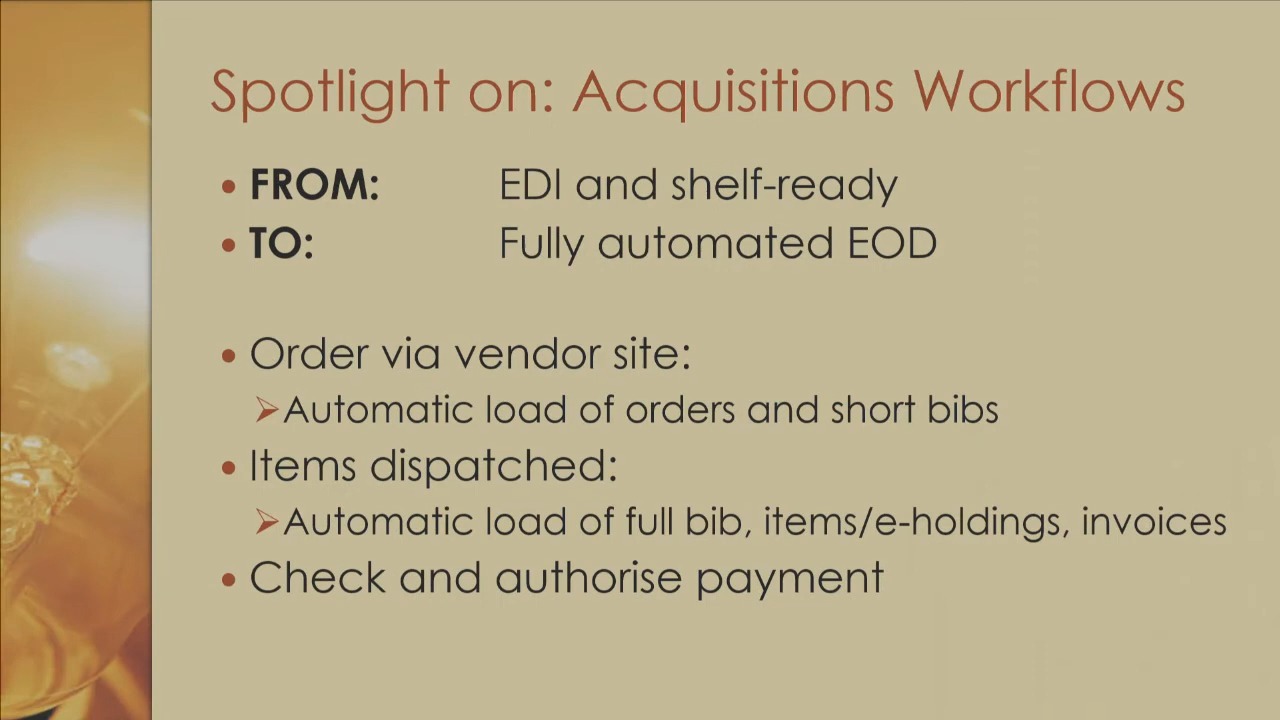 Spotlight on: Acquisitions Workflows
• FROM: EDI and shelf-ready
• TO: Fully automated EOD
• Order via vendor site:
➢Automatic load of orders and short bibs
• Items dispatched:
➢Automatic load of full bib, items/e-holdings, invoices
• Check and authorise payment